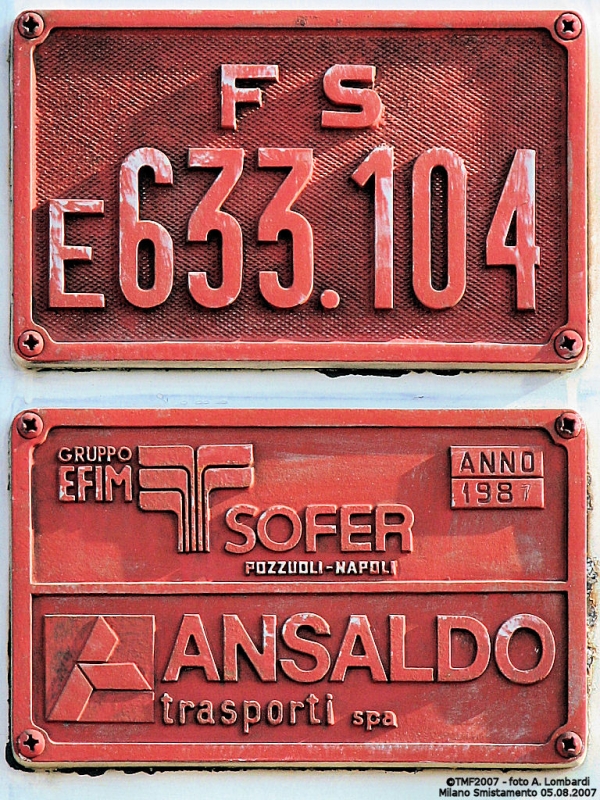 FS
E633.104
GRUPPO
EFIM
ANNO
1987
SOFER
POZZUOLI-NAPOLI
ANSALDO
trasporti spa
©TMF2007 - foto A. Lombardi
Milano Smistamento 05.08.2007